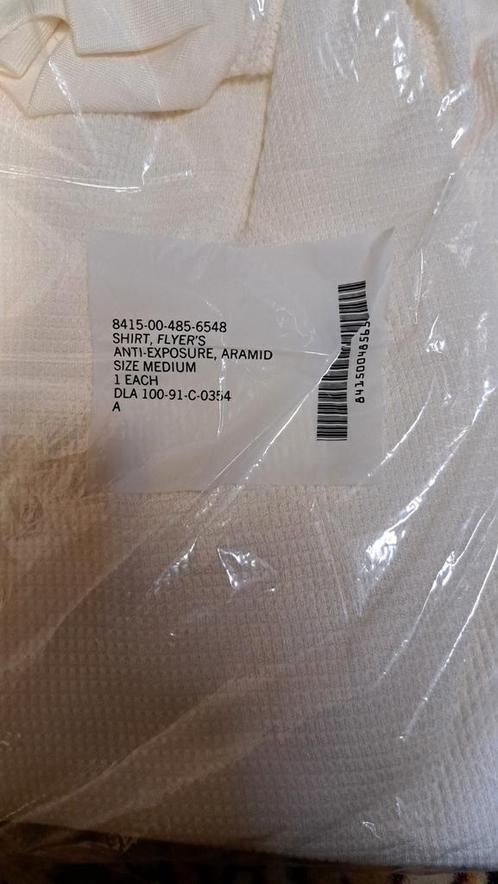 8415-00-485-6548
SHIRT, FLYER'S
ANTI-EXPOSURE, ARAMID
SIZE MEDIUM
1 EACH
DLA 100-91-C-0354
A